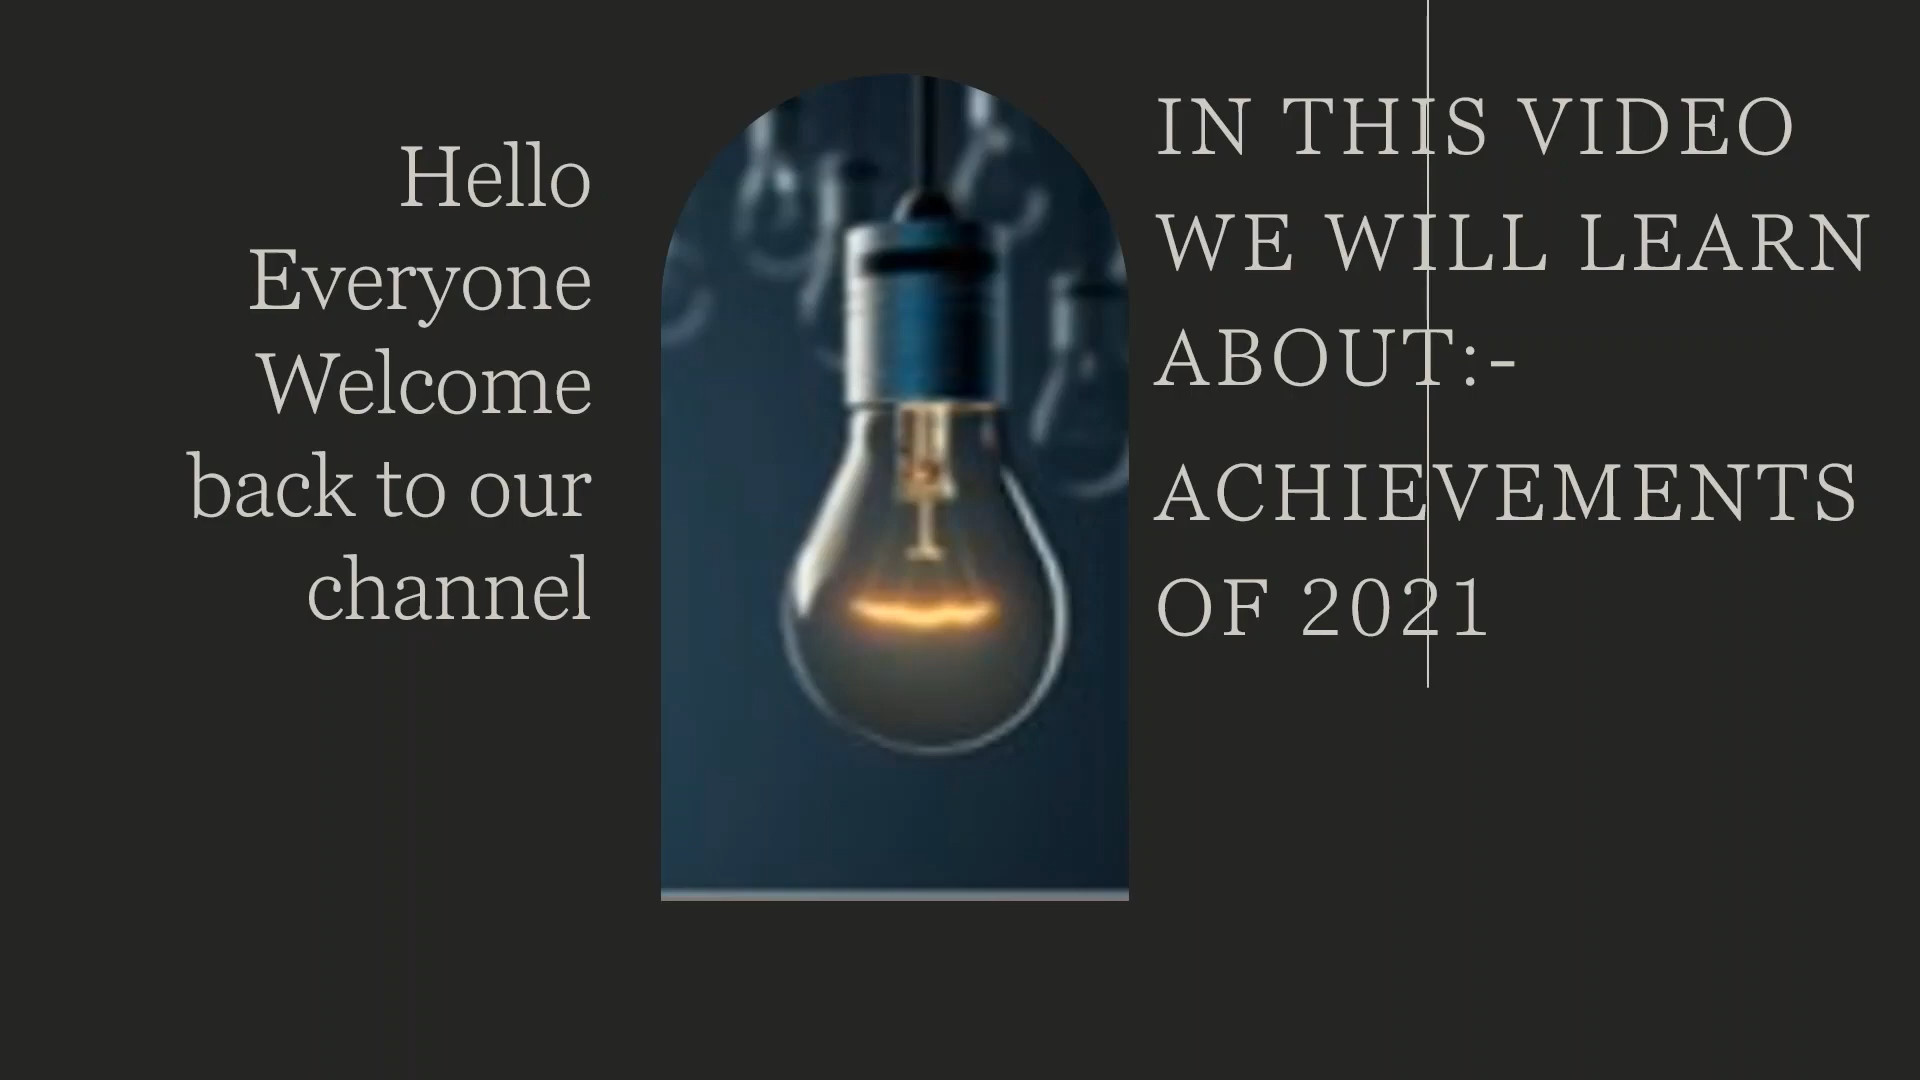 Hello
Everyone
Welcome
back to our
channel
IN THIS VIDEO
WE WILL LEARN
ABOUT:-
ACHIEVEMENTS
OF 2021